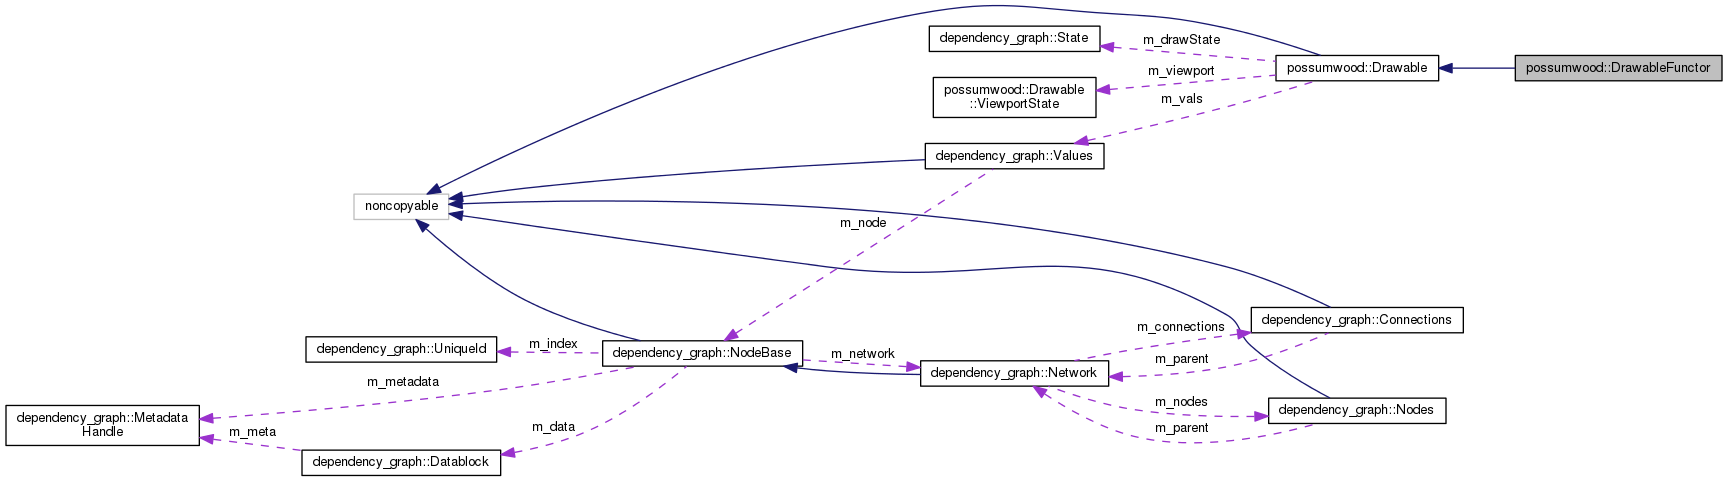 dependency_graph::State
m_drawState
possumwood::Drawable
possumwood::DrawableFunctor
m_viewport
possumwood::Drawable
::ViewportState
m_vals
dependency_graph::Values
noncopyable
m_node
dependency_graph::Connections
m_connections
dependency_graph::UniqueId
m_index
dependency_graph::NodeBase
m_network
m_parent
dependency_graph::Network
m_metadata
m_nodes
dependency_graph::Nodes
dependency_graph::Metadata
Handle
m_meta
m_data
m_parent
dependency_graph::Datablock